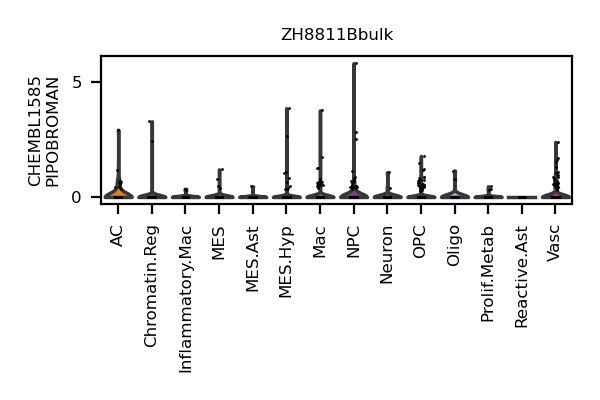 ZH8811Bbulk
CHEMBL1585
PIPOBROMAN
5
0
AC
Chromatin.Reg
Inflammatory.Mac
MES
MES.Ast
MES.Hyp
Mac
NPC
Neuron
OPC
Oligo
Prolif.Metab
Reactive.Ast
Vasc